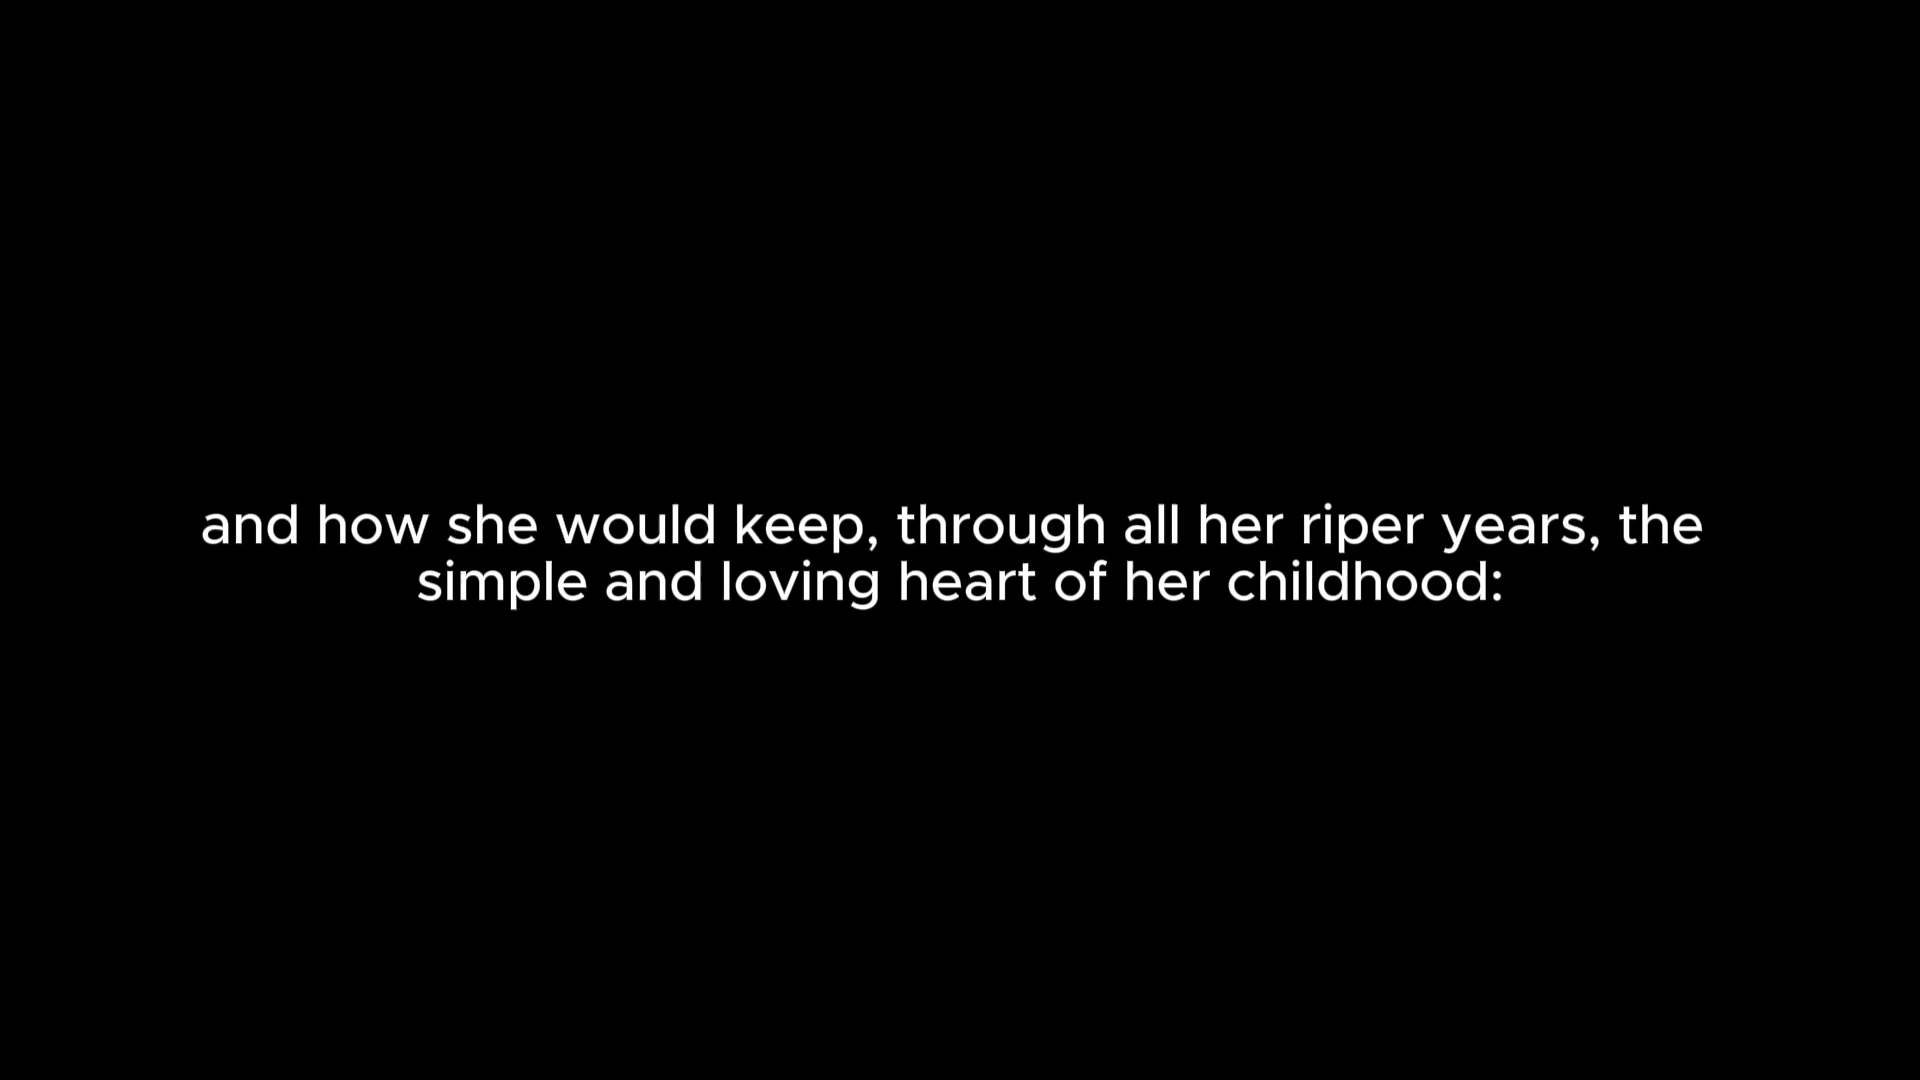 and how she would keep, through all her riper years, the
simple and loving heart of her childhood: